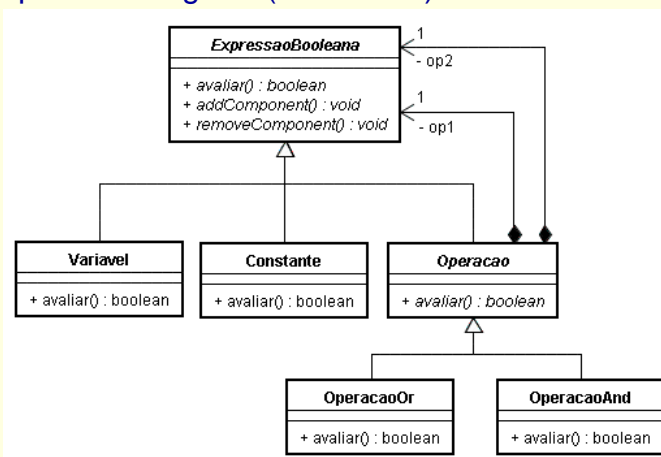 ExpressaoBooleana
+ avaliar() : boolean
+ addComponent() : void
+ removeComponent() : void
1
- op2
1
- op1
Variavel
+ avaliar() : boolean
Constante
+ avaliar() : boolean
Operacao
+ avaliar() : boolean
OperacaoOr
+ avaliar() : boolean
OperacaoAnd
+ avaliar() : boolean